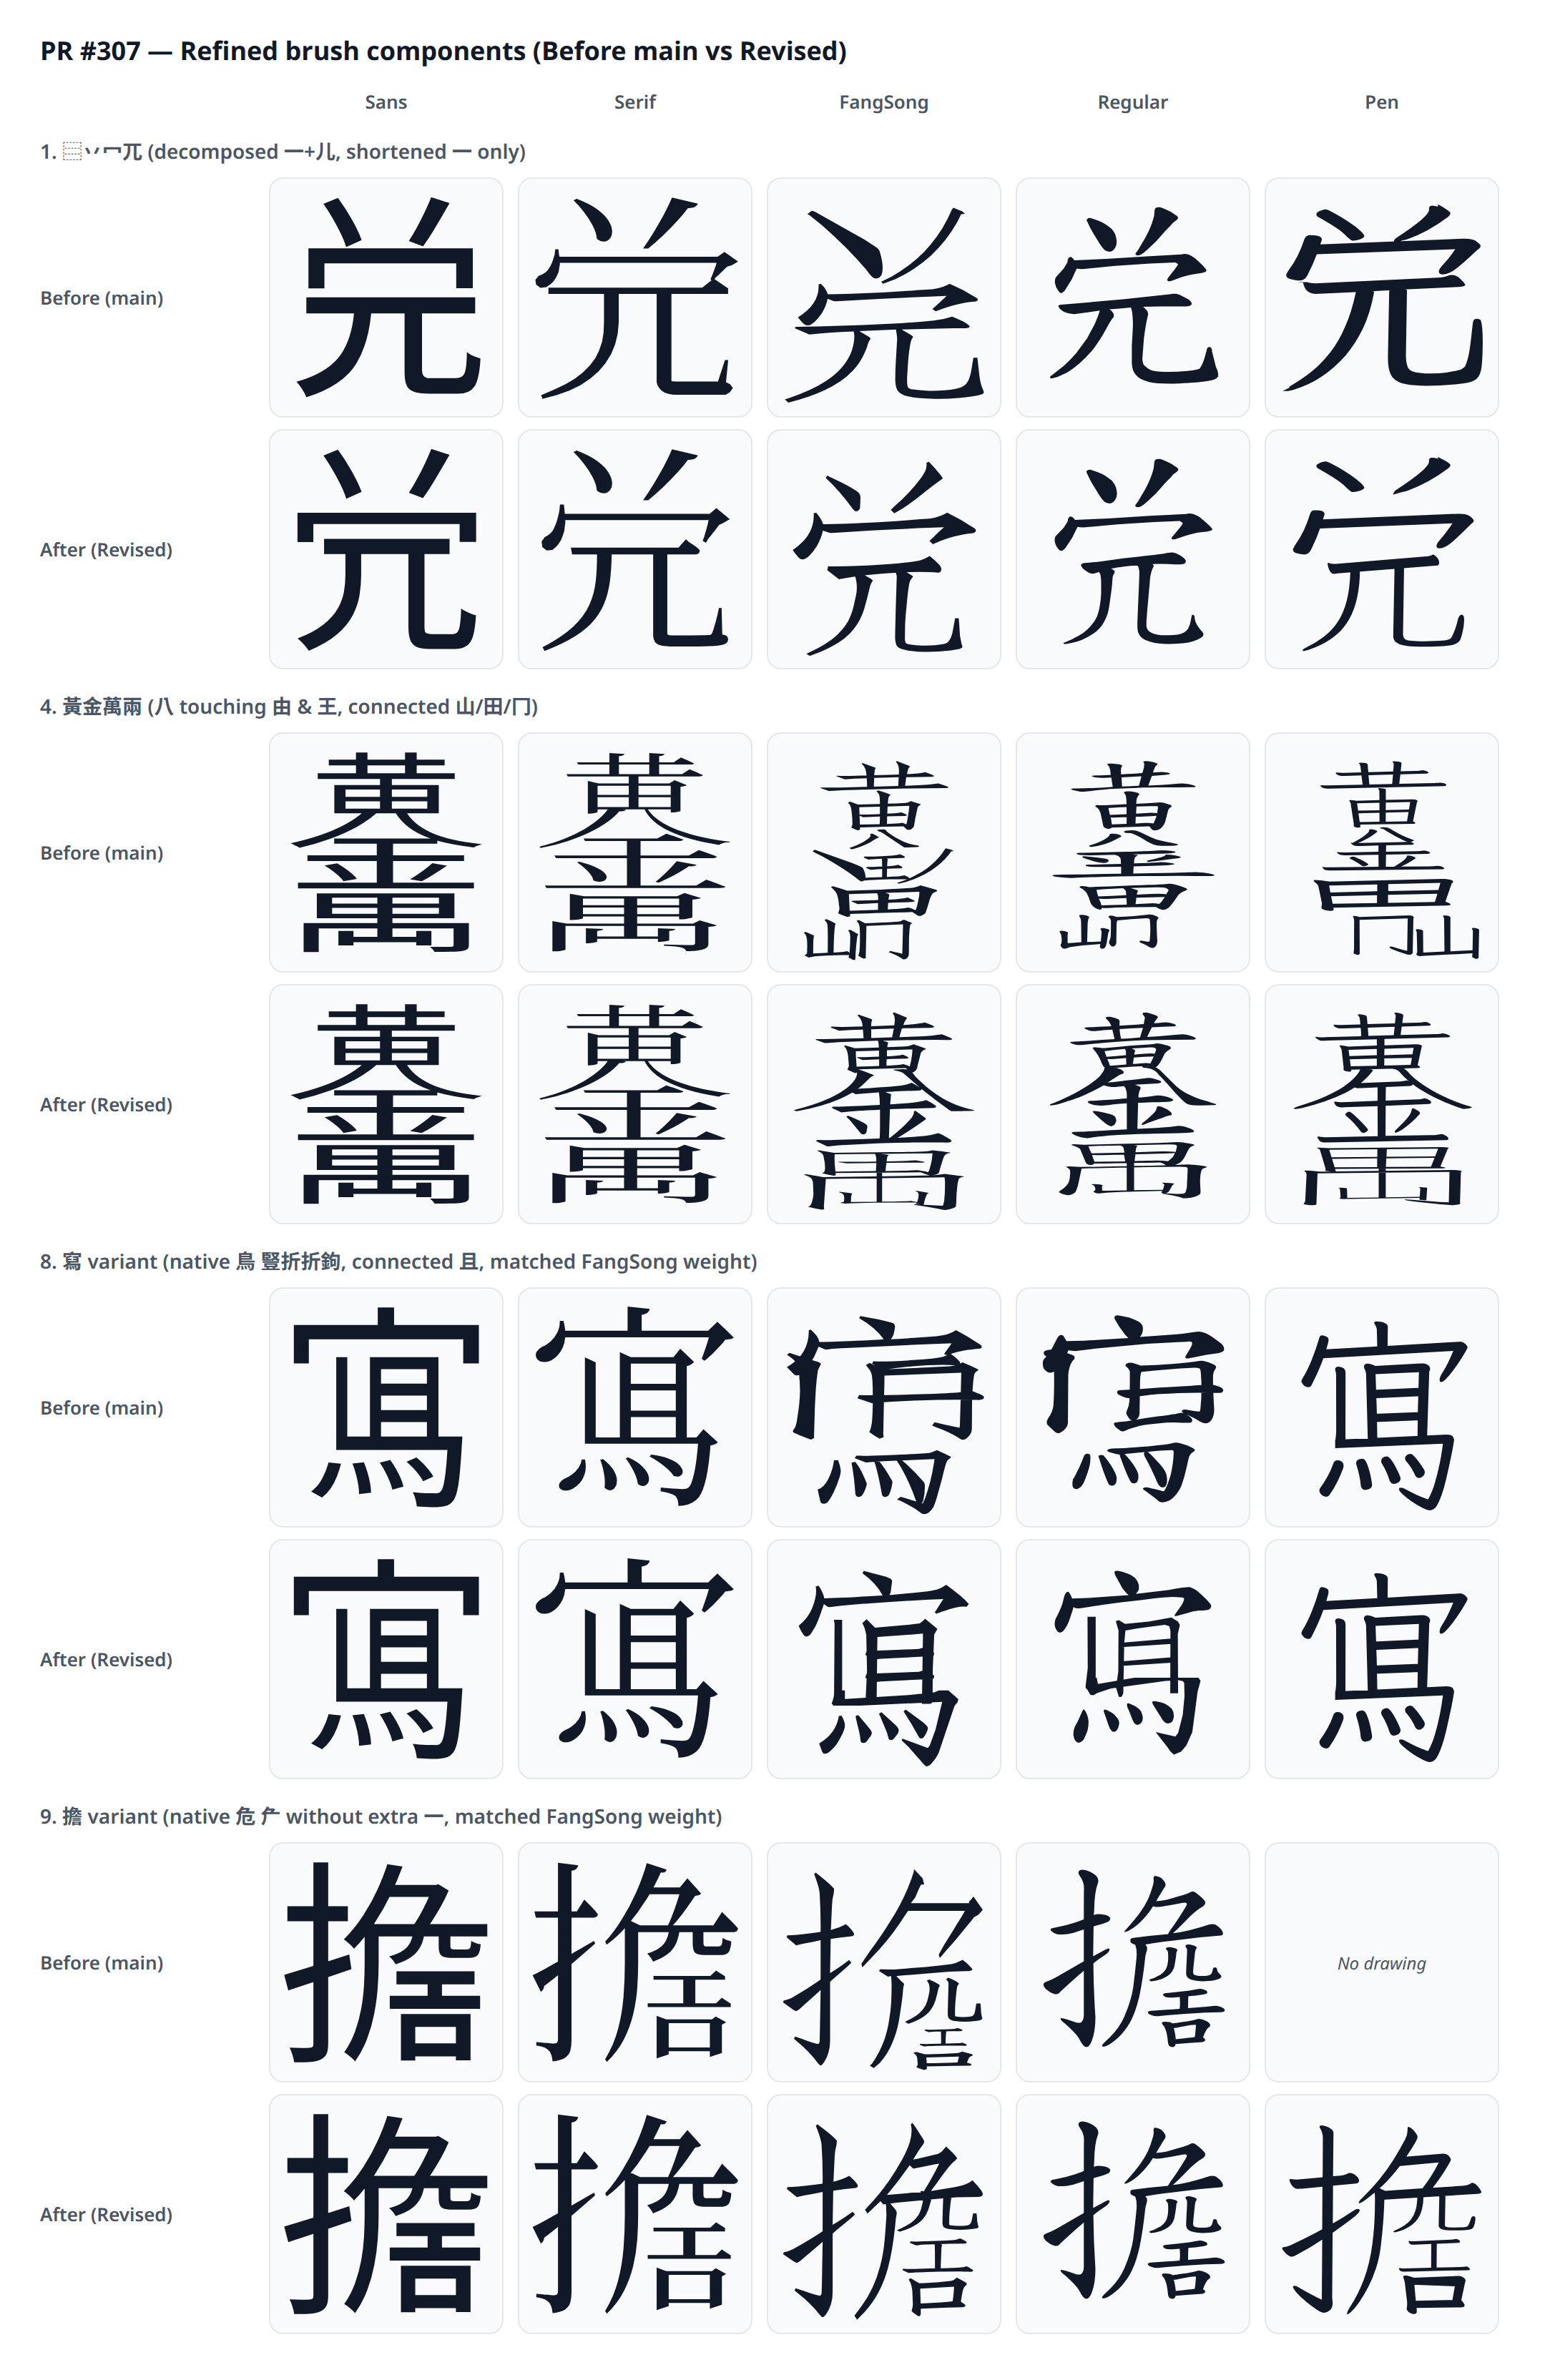 PR #307 — Refined brush components (Before main vs Revised)
Sans Serif FangSong Regular Pen
1. ⿳丷冖兀 (decomposed 一+儿, shortened 一 only)
Before (main)
After (Revised)
4. 黃金萬兩 (八 touching 由 & 王, connected 山/田/冂)
Before (main)
After (Revised)
8. 寫 variant (native 鳥 豎折折鉤, connected 且, matched FangSong weight)
Before (main)
After (Revised)
9. 擔 variant (native 危 ⺈ without extra 一, matched FangSong weight)
Before (main)
No drawing
After (Revised)